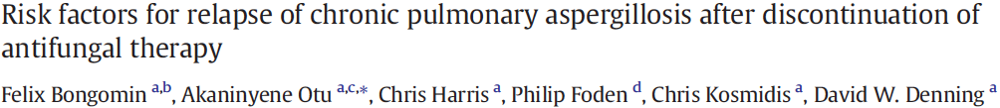 Risk factors for relapse of chronic pulmonary aspergillosis after discontinuation of
antifungal therapy
Felix Bongomin a,b, Akaninyene Otu a,c,*, Chris Harris a, Philip Foden d, Chris Kosmidis a, David W. Denning a